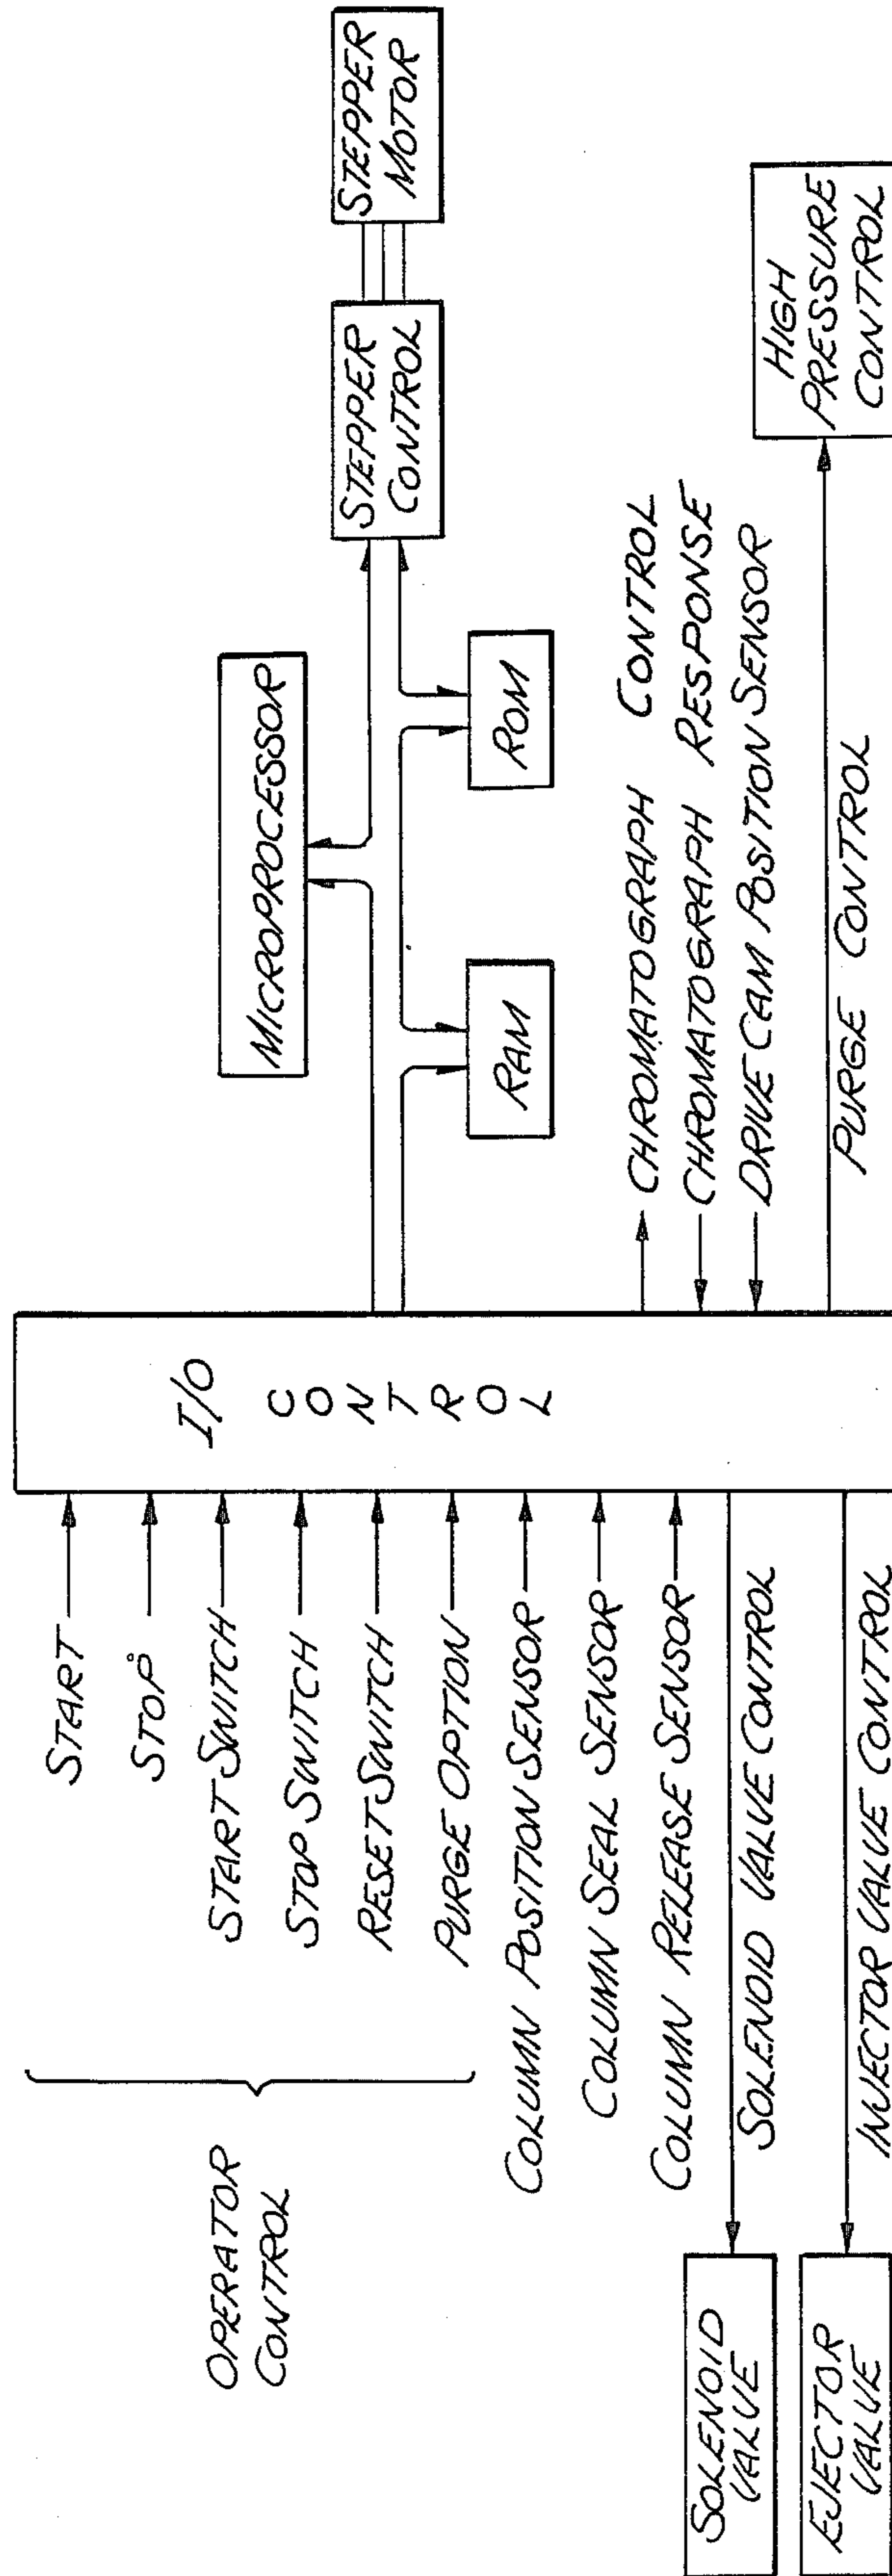 OPERATOR
CONTROL
START
STOP
START SWITCH
STOP SWITCH
RESET SWITCH
PURGE OPTION
COLUMN POSITION SENSOR
COLUMN SEAL SENSOR
COLUMN RELEASE SENSOR
SOLENOID VALVE CONTROL
INJECTOR VALVE CONTROL
SOLENOID
VALVE
EJECTOR
VALVE
I/O
CONTROL
MICROPROCESSOR
RAM
ROM
STEPPER
CONTROL
STEPPER
MOTOR
CHROMATOGRAPH CONTROL
CHROMATOGRAPH RESPONSE
DRIVE CAM POSITION SENSOR
PURGE CONTROL
HIGH
PRESSURE
CONTROL